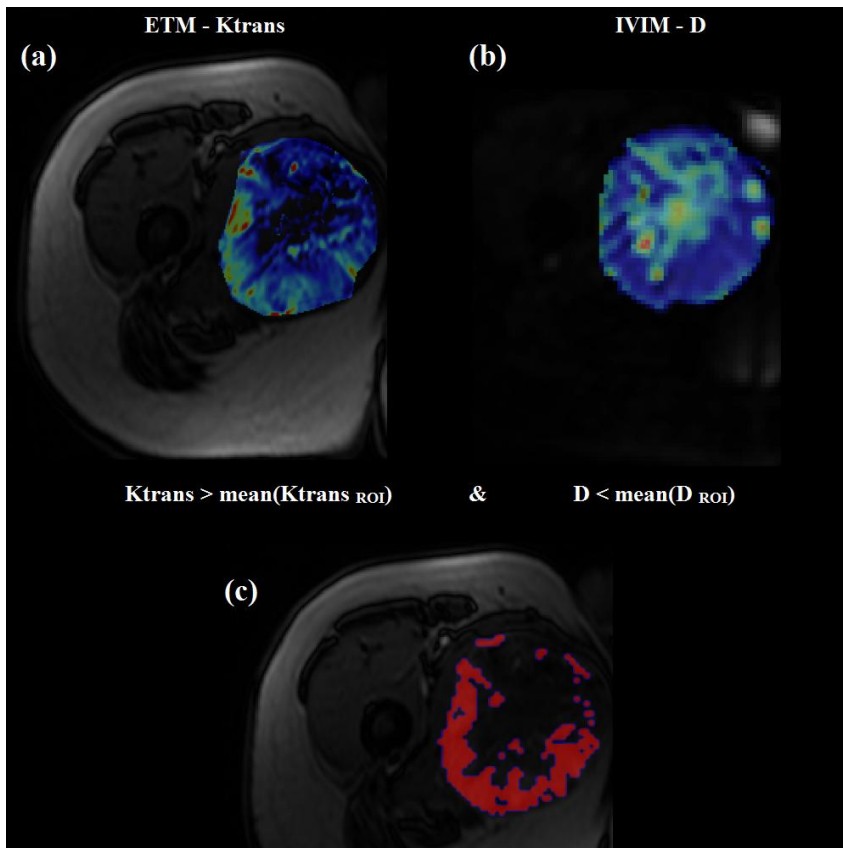 ETM - Ktrans
IVIM - D
(a)
(b)
Ktrans > mean(Ktrans ROI) & D < mean(D ROI)
(c)